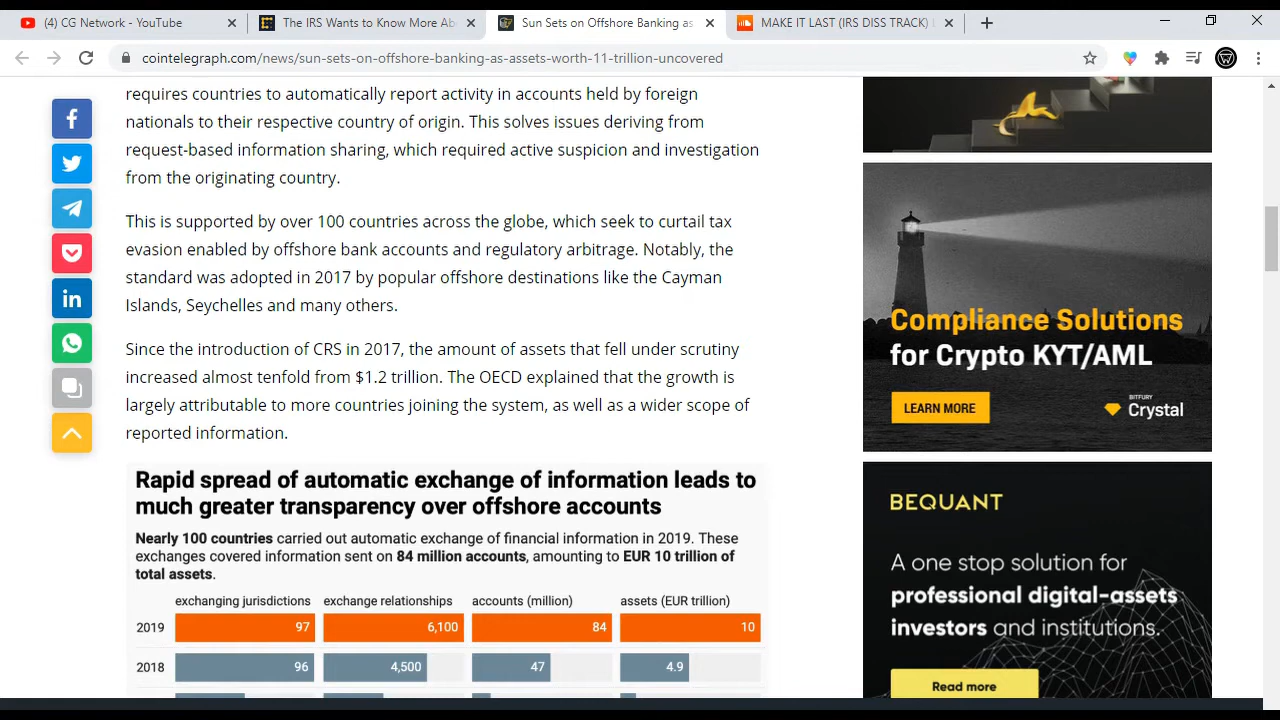 (4) CG Network - YouTube
The IRS Wants to Know More Abo
Sun Sets on Offshore Banking as
MAKE IT LAST (IRS DISS TRACK)
cointelegraph.com/news/sun-sets-on-offshore-banking-as-assets-worth-11-trillion-uncovered
requires countries to automatically report activity in accounts held by foreign
nationals to their respective country of origin. This solves issues deriving from
request-based information sharing, which required active suspicion and investigation
from the originating country.
This is supported by over 100 countries across the globe, which seek to curtail tax
evasion enabled by offshore bank accounts and regulatory arbitrage. Notably, the
standard was adopted in 2017 by popular offshore destinations like the Cayman
Islands, Seychelles and many others.
Since the introduction of CRS in 2017, the amount of assets that fell under scrutiny
increased almost tenfold from $1.2 trillion. The OECD explained that the growth is
largely attributable to more countries joining the system, as well as a wider scope of
reported information.
Rapid spread of automatic exchange of information leads to
much greater transparency over offshore accounts
Nearly 100 countries carried out automatic exchange of financial information in 2019. These
exchanges covered information sent on 84 million accounts, amounting to EUR 10 trillion of
total assets.
exchanging jurisdictions exchange relationships accounts (million) assets (EUR trillion)
2019 97 6,100 84 10
2018 96 4,500 47 4.9
Compliance Solutions
for Crypto KYT/AML
LEARN MORE
BITFURY
Crystal
BEQUANT
A one stop solution for
professional digital-assets
investors and institutions.
Read more